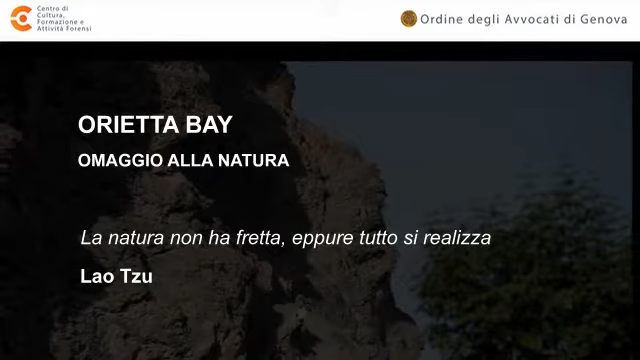 Centro di
Cultura,
Formazione e
Attività Forensi
Ordine degli Avvocati di Genova
ORIETTA BAY
OMAGGIO ALLA NATURA
La natura non ha fretta, eppure tutto si realizza
Lao Tzu